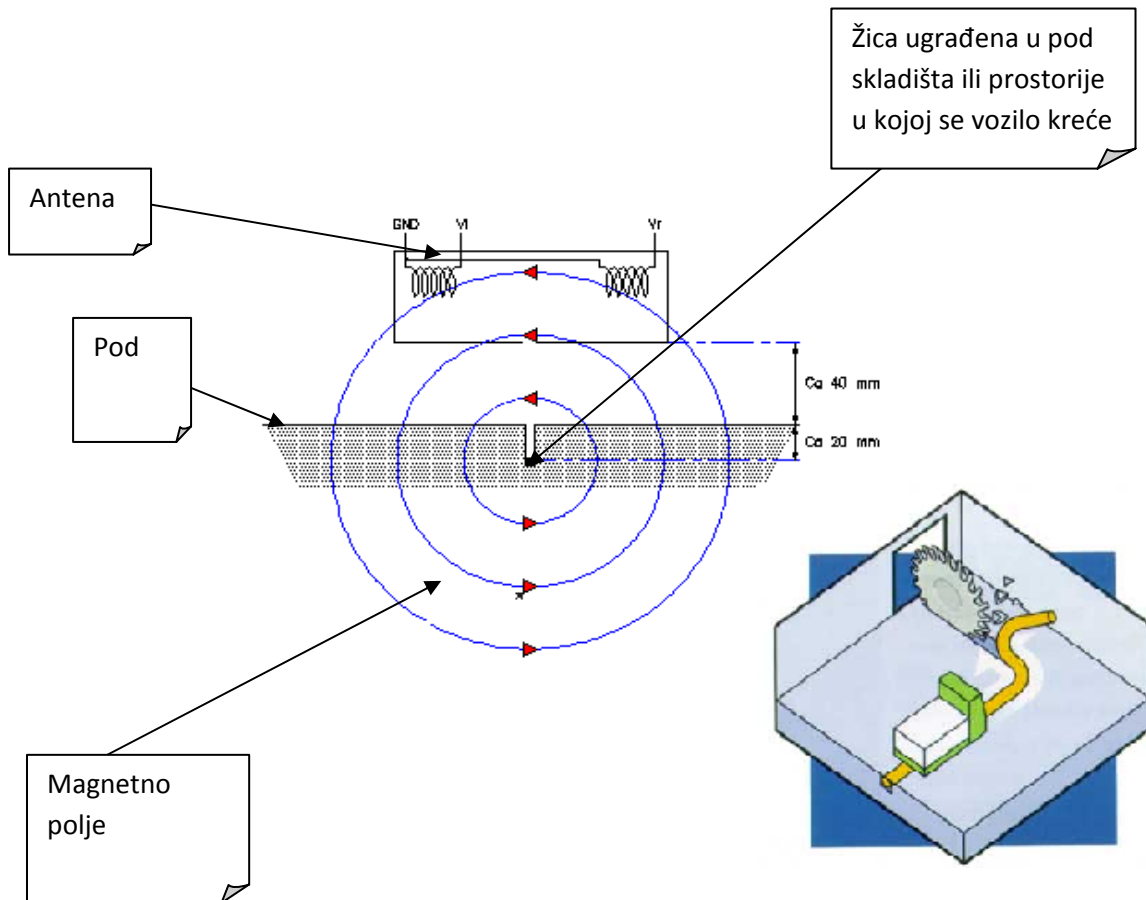 Žica ugrađena u pod
skladišta ili prostorije
u kojoj se vozilo kreće
Antena
GND Vl Vr
Pod
Ca 40 mm
Ca 20 mm
Magnetno
polje